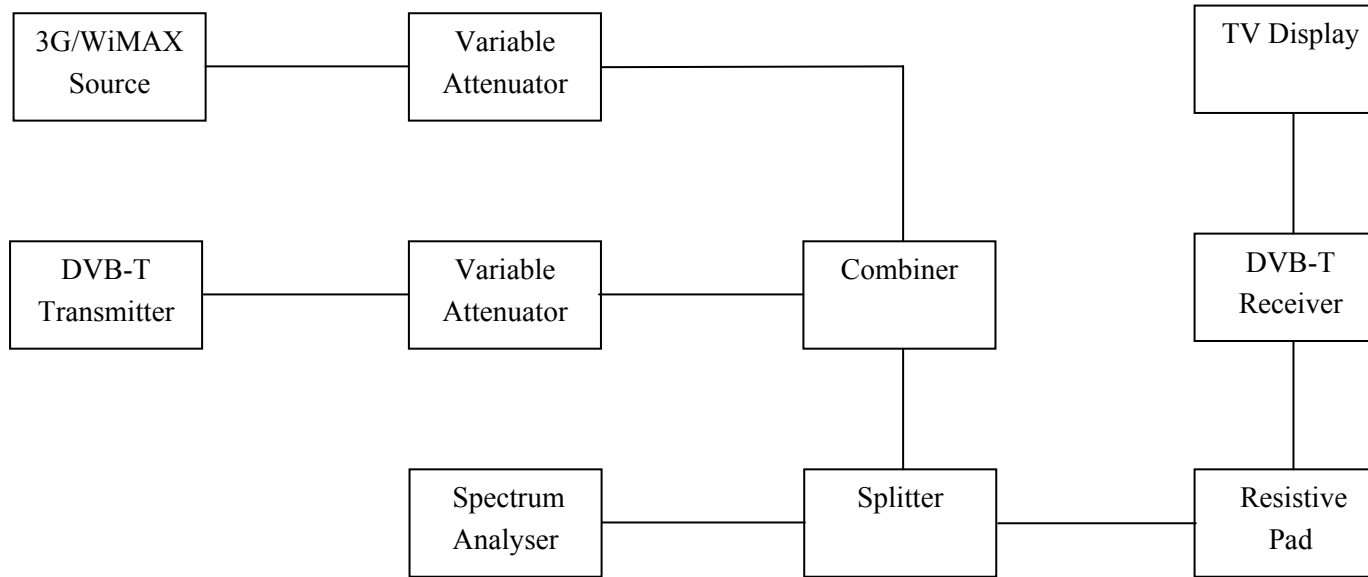 3G/WiMAX
Source
Variable
Attenuator
TV Display
DVB-T
Transmitter
Variable
Attenuator
Combiner
DVB-T
Receiver
Spectrum
Analyser
Splitter
Resistive
Pad